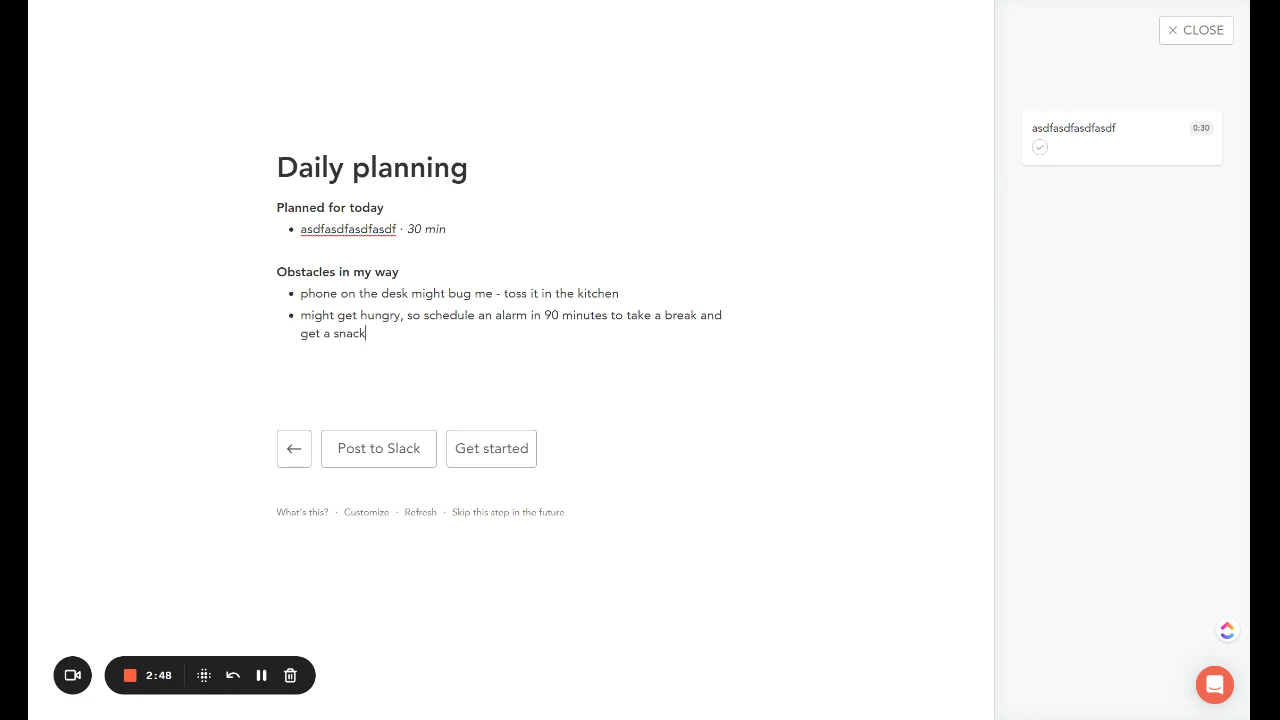 CLOSE
asdfasdfasdfasdf 0:30
Daily planning
Planned for today
• asdfasdfasdfasdf · 30 min
Obstacles in my way
• phone on the desk might bug me - toss it in the kitchen
• might get hungry, so schedule an alarm in 90 minutes to take a break and
get a snack
Post to Slack Get started
What's this? · Customize · Refresh · Skip this step in the future
2:48